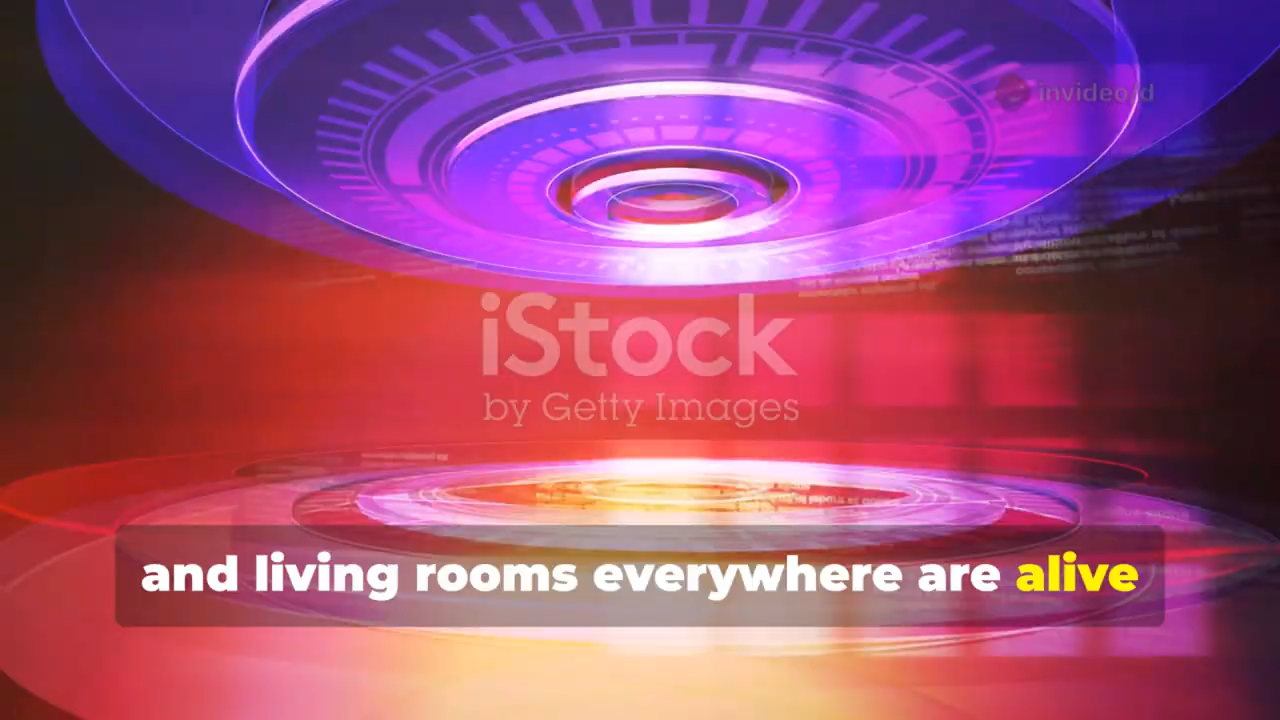 invideo
iStock
by Getty Images
and living rooms everywhere are alive